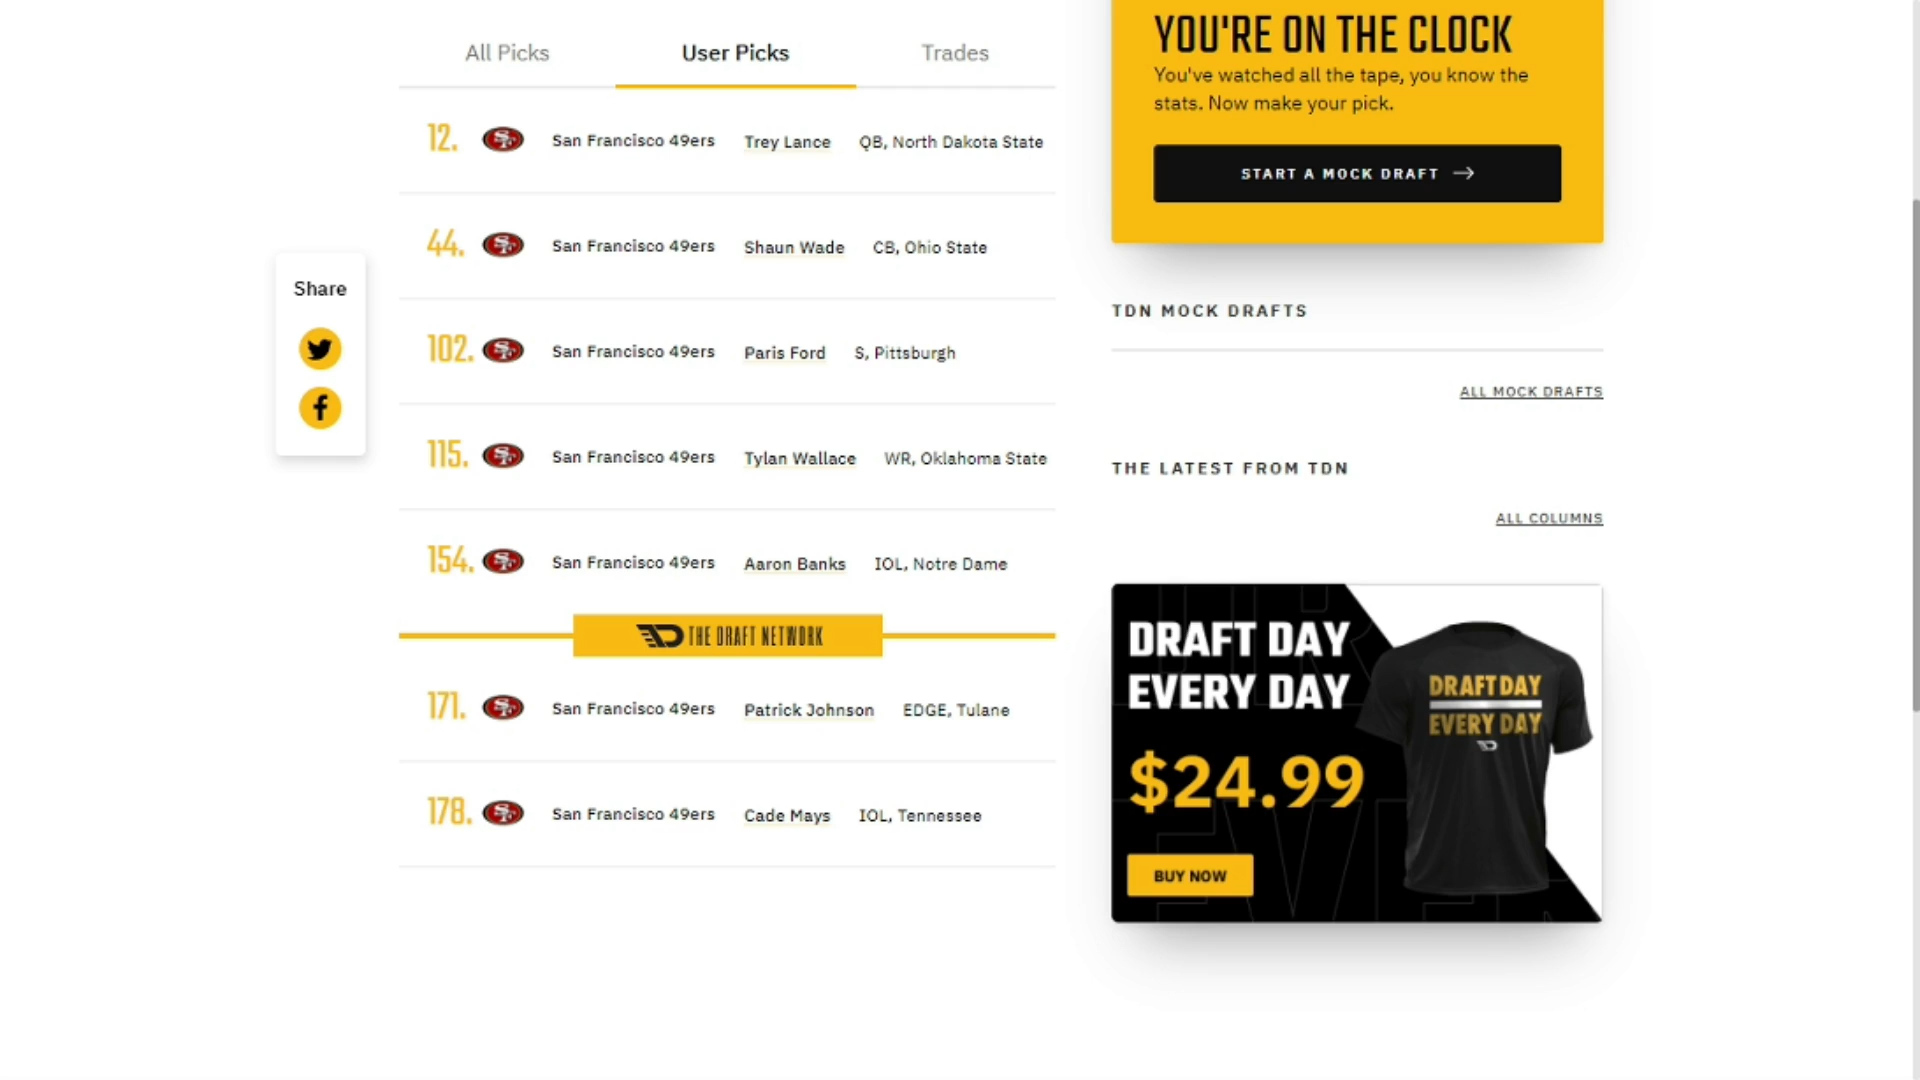 All Picks User Picks Trades
12. San Francisco 49ers Trey Lance QB, North Dakota State
44. San Francisco 49ers Shaun Wade CB, Ohio State
102. San Francisco 49ers Paris Ford S, Pittsburgh
115. San Francisco 49ers Tylan Wallace WR, Oklahoma State
154. San Francisco 49ers Aaron Banks IOL, Notre Dame
THE DRAFT NETWORK
171. San Francisco 49ers Patrick Johnson EDGE, Tulane
178. San Francisco 49ers Cade Mays IOL, Tennessee
Share
YOU'RE ON THE CLOCK
You've watched all the tape, you know the
stats. Now make your pick.
START A MOCK DRAFT
TDN MOCK DRAFTS
ALL MOCK DRAFTS
THE LATEST FROM TDN
ALL COLUMNS
DRAFT DAY
EVERY DAY
$24.99
BUY NOW
DRAFT DAY
EVERY DAY